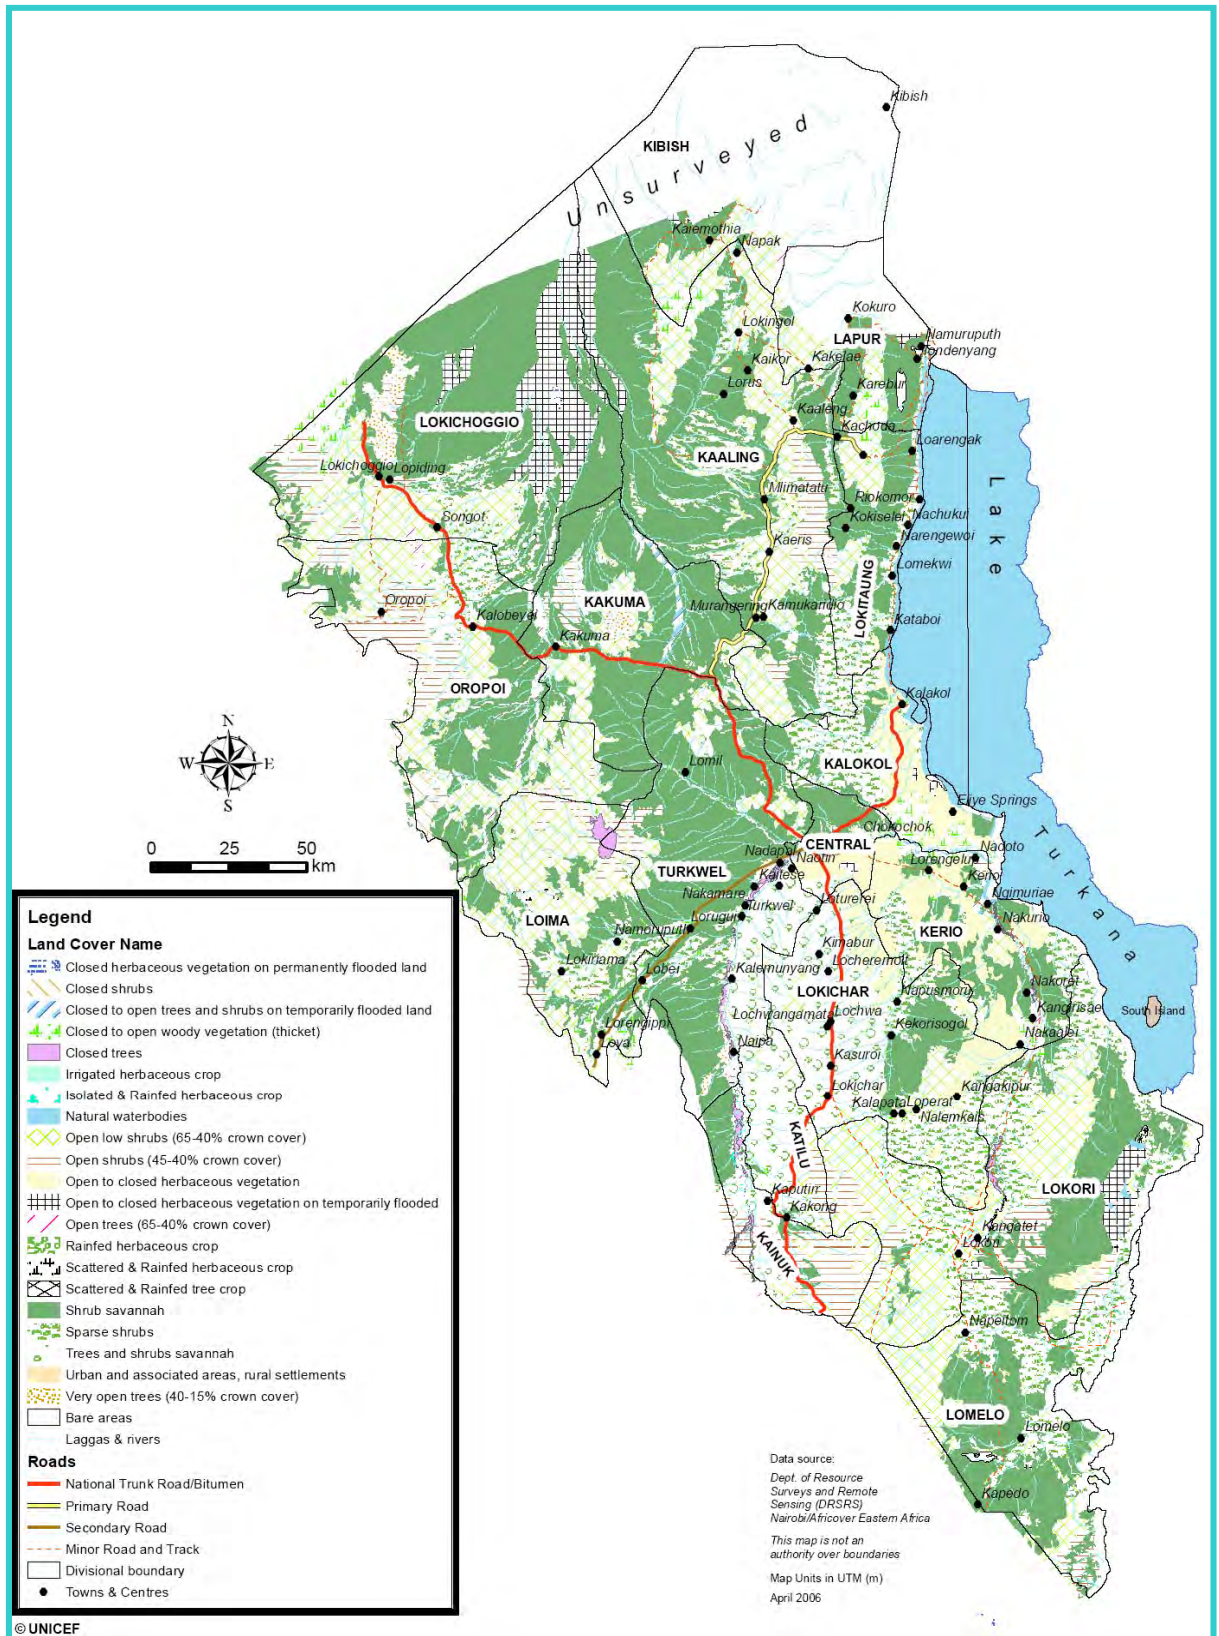 Kibish
KIBISH
Unsurveyed
Kaiemothia
Napak
Kokuro
Lokingol
LAPUR
Namuruputh
Todenyang
Kakelae
Kaikor
Lorus
Karebur
LOKICHOGGIO
Kaaleng
Kachoda
Loarengak
KAALING
Lokichoggio
Lopiding
Lake
Mlimatatu
Riokomor
Songot
Kokiselei
Nachukui
Narengewoi
Kaeris
Lomekwi
LOKITAUNG
Oropoi
KAKUMA
Murangering
Kamukandio
Kalobeyei
Kakuma
Kataboi
OROPOI
Kalakol
N
W
E
S
KALOKOL
Lomil
Eliye Springs
0
25
50
km
Chokochok
Turkana
CENTRAL
Nadapal
Naotin
Nadoto
Lorengelup
TURKWEL
Kaitese
Kerio
Nakamare
Ngimuriae
Turkwel
Loturerei
LOIMA
Lorugun
Nakurio
Namoruputh
KERIO
Kimabur
Locheremoit
Lokiriama
Lobei
Kalemunyang
LOKICHAR
Napusmoru
Nakoret
Kangirisae
South Island
Lochwangamatak
Lochwa
Kekorisogol
Lorengippi
Nakaalei
Loya
Naipa
Kasuroi
Lokichar
Kangakipur
Kalapata
Loperat
Nalemkais
KATILU
LOKORI
Kaputirr
Kakong
Kangatet
Lokori
KAINUK
Napeitom
LOMELO
Lomelo
Kapedo
Legend
Land Cover Name
Closed herbaceous vegetation on permanently flooded land
Closed shrubs
Closed to open trees and shrubs on temporarily flooded land
Closed to open woody vegetation (thicket)
Closed trees
Irrigated herbaceous crop
Isolated & Rainfed herbaceous crop
Natural waterbodies
Open low shrubs (65-40% crown cover)
Open shrubs (45-40% crown cover)
Open to closed herbaceous vegetation
Open to closed herbaceous vegetation on temporarily flooded
Open trees (65-40% crown cover)
Rainfed herbaceous crop
Scattered & Rainfed herbaceous crop
Scattered & Rainfed tree crop
Shrub savannah
Sparse shrubs
Trees and shrubs savannah
Urban and associated areas, rural settlements
Very open trees (40-15% crown cover)
Bare areas
Laggas & rivers
Roads
National Trunk Road/Bitumen
Primary Road
Secondary Road
Minor Road and Track
Divisional boundary
Towns & Centres
Data source:
Dept. of Resource
Surveys and Remote
Sensing (DRSRS)
Nairobi/Africover Eastern Africa
This map is not an
authority over boundaries
Map Units in UTM (m)
April 2006
© UNICEF